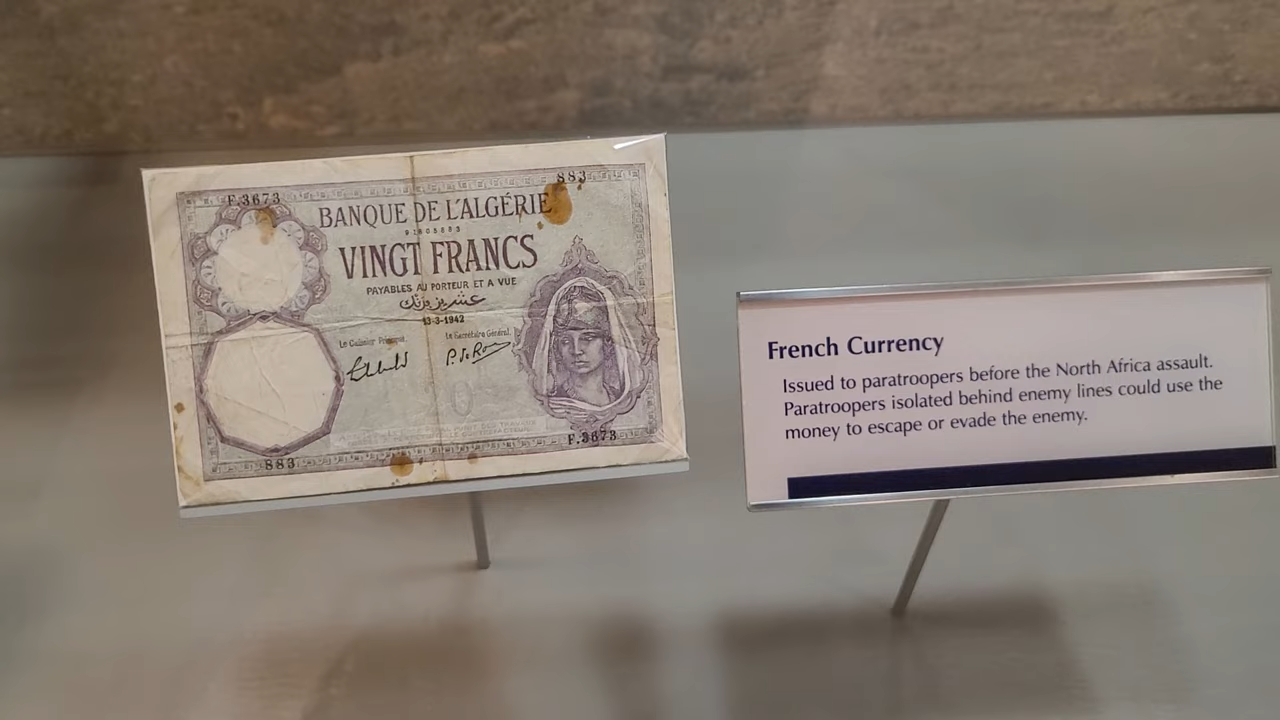 F.3673
883
BANQUE DE L'ALGÉRIE
VINGT FRANCS
PAYABLES AU PORTEUR ET A VUE
عشرين فرنك
13-3-1942
Le Caissier Principal,
Le Secrétaire Général,
883
F.3673
French Currency
Issued to paratroopers before the North Africa assault.
Paratroopers isolated behind enemy lines could use the
money to escape or evade the enemy.